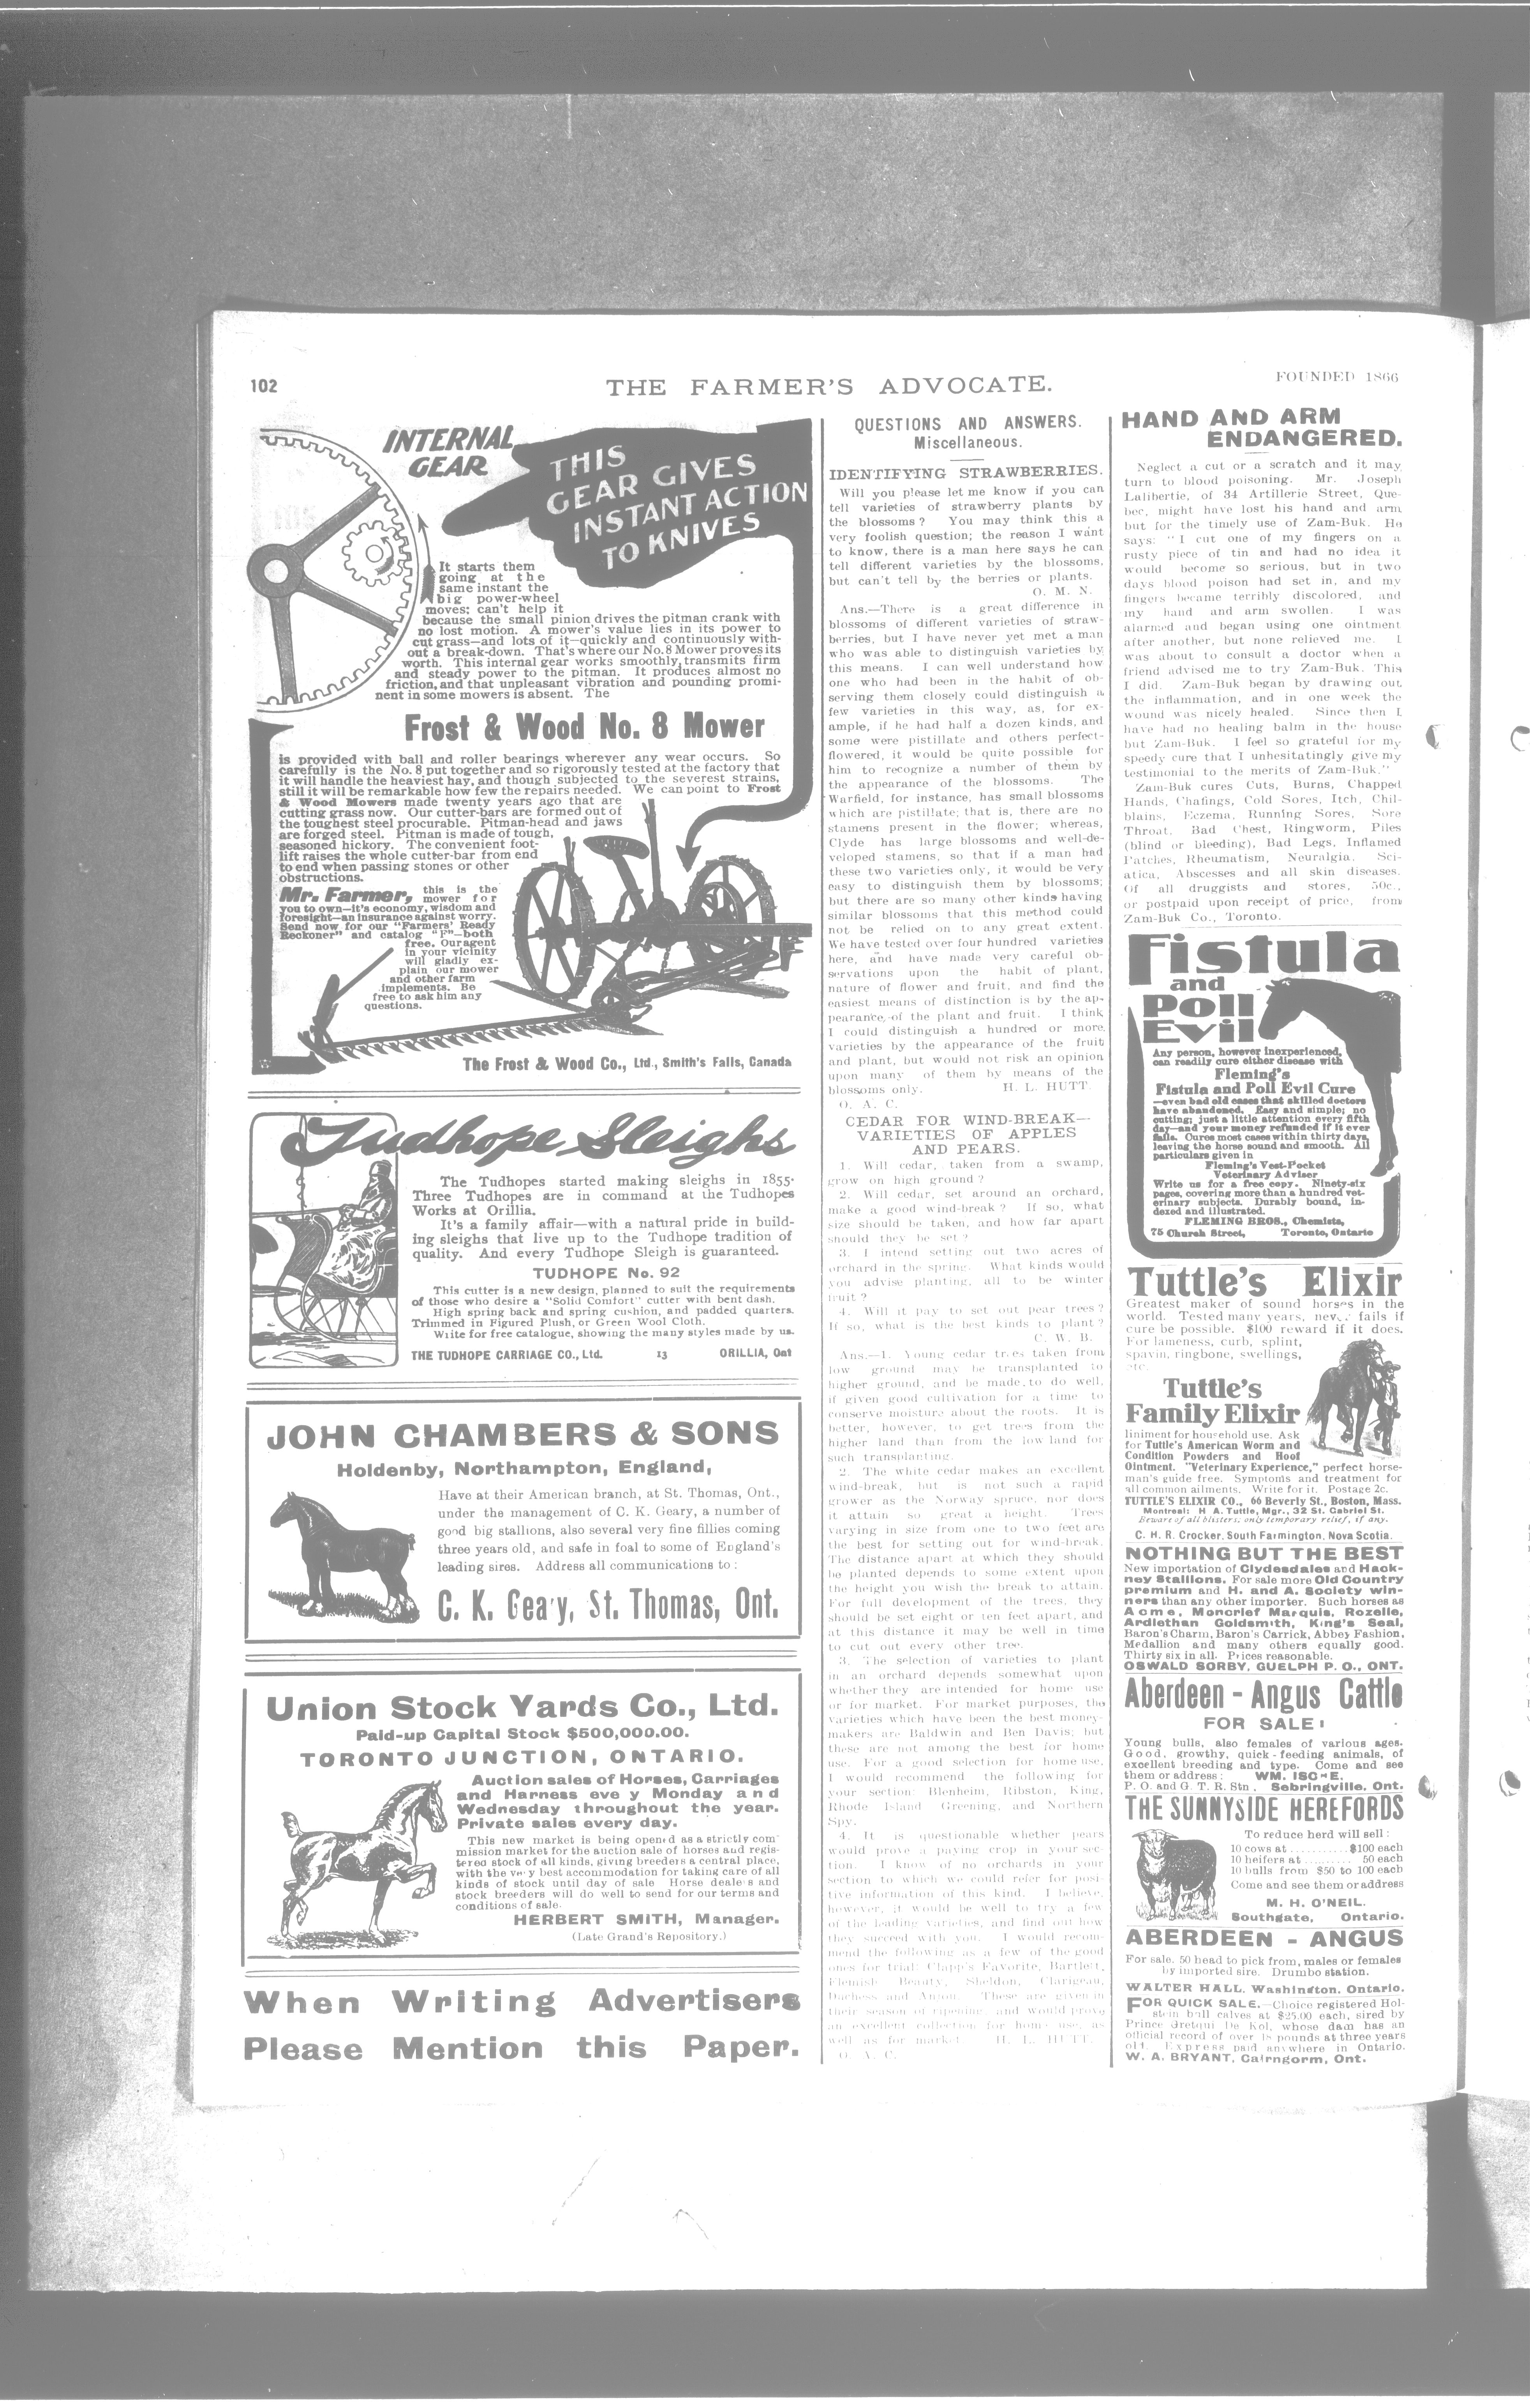 102
THE FARMER'S ADVOCATE.
FOUNDED 1866
INTERNAL
GEAR
THIS
GEAR GIVES
INSTANT ACTION
TO KNIVES
It starts them
going at the
same instant the
big power-wheel
moves; can't help it
because the small pinion drives the pitman crank with
no lost motion. A mower's value lies in its power to
cut grass—and lots of it—quickly and continuously with-
out a break-down. That's where our No. 8 Mower proves its
worth. This internal gear works smoothly, transmits firm
and steady power to the pitman. It produces almost no
friction, and that unpleasant vibration and pounding promi-
nent in some mowers is absent. The
Frost & Wood No. 8 Mower
is provided with ball and roller bearings wherever any wear occurs. So
carefully is the No. 8 put together and so rigorously tested at the factory that
it will handle the heaviest hay, and though subjected to the severest strains,
still it will be remarkable how few the repairs needed. We can point to Frost
& Wood Mowers made twenty years ago that are
cutting grass now. Our cutter-bars are formed out of
the toughest steel procurable. Pitman-head and jaws
are forged steel. Pitman is made of tough,
seasoned hickory. The convenient foot-
lift raises the whole cutter-bar from end
to end when passing stones or other
obstructions.
Mr. Farmer, this is the
mower for
you to own—it's economy, wisdom and
foresight—an insurance against worry.
Send now for our "Farmers' Ready
Reckoner" and catalog "F"—both
free. Our agent
in your vicinity
will gladly ex-
plain our mower
and other farm
implements. Be
free to ask him any
questions.
The Frost & Wood Co., Ltd., Smith's Falls, Canada
Tudhope Sleighs
The Tudhopes started making sleighs in 1855.
Three Tudhopes are in command at the Tudhopes
Works at Orillia.
It's a family affair—with a natural pride in build-
ing sleighs that live up to the Tudhope tradition of
quality. And every Tudhope Sleigh is guaranteed.
TUDHOPE No. 92
This cutter is a new design, planned to suit the requirements
of those who desire a "Solid Comfort" cutter with bent dash.
High spring back and spring cushion, and padded quarters.
Trimmed in Figured Plush, or Green Wool Cloth.
Write for free catalogue, showing the many styles made by us.
THE TUDHOPE CARRIAGE CO., Ltd. 13 ORILLIA, Ont
JOHN CHAMBERS & SONS
Holdenby, Northampton, England,
Have at their American branch, at St. Thomas, Ont.,
under the management of C. K. Geary, a number of
good big stallions, also several very fine fillies coming
three years old, and safe in foal to some of England's
leading sires. Address all communications to:
C. K. Geary, St. Thomas, Ont.
Union Stock Yards Co., Ltd.
Paid-up Capital Stock $500,000.00.
TORONTO JUNCTION, ONTARIO.
Auction sales of Horses, Carriages
and Harness eve y Monday and
Wednesday throughout the year.
Private sales every day.
This new market is being opened as a strictly com
mission market for the auction sale of horses and regis-
tered stock of all kinds, giving breeders a central place,
with the very best accommodation for taking care of all
kinds of stock until day of sale Horse deale s and
stock breeders will do well to send for our terms and
conditions of sale.
HERBERT SMITH, Manager.
(Late Grand's Repository.)
When Writing Advertisers
Please Mention this Paper.
QUESTIONS AND ANSWERS.
Miscellaneous.
IDENTIFYING STRAWBERRIES.
Will you please let me know if you can
tell varieties of strawberry plants by
the blossoms? You may think this a
very foolish question; the reason I want
to know, there is a man here says he can
tell different varieties by the blossoms,
but can't tell by the berries or plants.
O. M. N.
Ans.—There is a great difference in
blossoms of different varieties of straw-
berries, but I have never yet met a man
who was able to distinguish varieties by
this means. I can well understand how
one who had been in the habit of ob-
serving them closely could distinguish a
few varieties in this way, as, for ex-
ample, if he had half a dozen kinds, and
some were pistillate and others perfect-
flowered, it would be quite possible for
him to recognize a number of them by
the appearance of the blossoms. The
Warfield, for instance, has small blossoms
which are pistillate; that is, there are no
stamens present in the flower; whereas,
Clyde has large blossoms and well-de-
veloped stamens, so that if a man had
these two varieties only, it would be very
easy to distinguish them by blossoms;
but there are so many other kinds having
similar blossoms that this method could
not be relied on to any great extent.
We have tested over four hundred varieties
here, and have made very careful ob-
servations upon the habit of plant,
nature of flower and fruit, and find the
easiest means of distinction is by the ap-
pearance of the plant and fruit. I think
I could distinguish a hundred or more
varieties by the appearance of the fruit
and plant, but would not risk an opinion
upon many of them by means of the
blossoms only. H. L. HUTT.
O. A. C.
CEDAR FOR WIND-BREAK—
VARIETIES OF APPLES
AND PEARS.
1. Will cedar, taken from a swamp,
grow on high ground?
2. Will cedar, set around an orchard,
make a good wind-break? If so, what
size should be taken, and how far apart
should they be set?
3. I intend setting out two acres of
orchard in the spring. What kinds would
you advise planting, all to be winter
fruit?
4. Will it pay to set out pear trees?
If so, what is the best kinds to plant?
C. W. B.
Ans.—1. Young cedar trees taken from
low ground may be transplanted to
higher ground, and be made to do well,
if given good cultivation for a time to
conserve moisture about the roots. It is
better, however, to get trees from the
higher land than from the low land for
such transplanting.
2. The white cedar makes an excellent
wind-break, but is not such a rapid
grower as the Norway spruce, nor does
it attain so great a height. Trees
varying in size from one to two feet are
the best for setting out for wind-break.
The distance apart at which they should
be planted depends to some extent upon
the height you wish the break to attain.
For full development of the trees, they
should be set eight or ten feet apart, and
at this distance it may be well in time
to cut out every other tree.
3. The selection of varieties to plant
in an orchard depends somewhat upon
whether they are intended for home use
or for market. For market purposes, the
varieties which have been the best money-
makers are Baldwin and Ben Davis; but
these are not among the best for home
use. For a good selection for home use,
I would recommend the following for
your section: Blenheim, Ribston, King,
Rhode Island Greening, and Northern
Spy.
4. It is questionable whether pears
would prove a paying crop in your sec-
tion. I know of no orchards in your
section to which we could refer for posi-
tive information of this kind. I believe,
however, it would be well to try a few
of the leading varieties, and find out how
they succeed with you. I would recom-
mend the following as a few of the good
ones for trial: Clapp's Favorite, Bartlett,
Flemish Beauty, Sheldon, Clarigeau,
Duchess and Anjou. These are given in
their season of ripening, and would prove
an excellent collection for home use, as
well as for market. H. L. HUTT.
O. A. C.
HAND AND ARM
ENDANGERED.
Neglect a cut or a scratch and it may
turn to blood poisoning. Mr. Joseph
Lalibertie, of 34 Artillerie Street, Que-
bec, might have lost his hand and arm
but for the timely use of Zam-Buk. He
says: "I cut one of my fingers on a
rusty piece of tin and had no idea it
would become so serious, but in two
days blood poison had set in, and my
fingers became terribly discolored, and
my hand and arm swollen. I was
alarmed and began using one ointment
after another, but none relieved me. I
was about to consult a doctor when a
friend advised me to try Zam-Buk. This
I did. Zam-Buk began by drawing out
the inflammation, and in one week the
wound was nicely healed. Since then I
have had no healing balm in the house
but Zam-Buk. I feel so grateful for my
speedy cure that I unhesitatingly give my
testimonial to the merits of Zam-Buk."
Zam-Buk cures Cuts, Burns, Chapped
Hands, Chafings, Cold Sores, Itch, Chil-
blains, Eczema, Running Sores, Sore
Throat, Bad Chest, Ringworm, Piles
(blind or bleeding), Bad Legs, Inflamed
Patches, Rheumatism, Neuralgia, Sci-
atica, Abscesses and all skin diseases.
Of all druggists and stores, 50c.,
or postpaid upon receipt of price, from
Zam-Buk Co., Toronto.
Fistula
and
Poll
Evil
Any person, however inexperienced,
can readily cure either disease with
Fleming's
Fistula and Poll Evil Cure
—even bad old cases that skilled doctors
have abandoned. Easy and simple; no
cutting; just a little attention every fifth
day—and your money refunded if it ever
fails. Cures most cases within thirty days,
leaving the horse sound and smooth. All
particulars given in
Fleming's Vest-Pocket
Veterinary Adviser
Write us for a free copy. Ninety-six
pages, covering more than a hundred vet-
erinary subjects. Durably bound, in-
dexed and illustrated.
FLEMING BROS., Chemists,
75 Church Street, Toronto, Ontario
Tuttle's Elixir
Greatest maker of sound horses in the
world. Tested many years, never fails if
cure be possible. $100 reward if it does.
For lameness, curb, splint,
spavin, ringbone, swellings,
etc.
Tuttle's
Family Elixir
liniment for household use. Ask
for Tuttle's American Worm and
Condition Powders and Hoof
Ointment. "Veterinary Experience," perfect horse-
man's guide free. Symptoms and treatment for
all common ailments. Write for it. Postage 2c.
TUTTLE'S ELIXIR CO., 66 Beverly St., Boston, Mass.
Montreal: H A. Tuttle, Mgr., 32 St. Gabriel St.
Beware of all blisters; only temporary relief, if any.
C. H. R. Crocker, South Farmington, Nova Scotia.
NOTHING BUT THE BEST
New importation of Clydesdales and Hack-
ney Stallions. For sale more Old Country
premium and H. and A. Society win-
ners than any other importer. Such horses as
Acme, Moncrief Marquis, Rozelle,
Ardlethan Goldsmith, King's Seal,
Baron's Charm, Baron's Carrick, Abbey Fashion,
Medallion and many others equally good.
Thirty six in all. Prices reasonable.
OSWALD SORBY, GUELPH P. O., ONT.
Aberdeen - Angus Cattle
FOR SALE!
Young bulls, also females of various ages.
Good, growthy, quick-feeding animals, of
excellent breeding and type. Come and see
them or address: WM. ISCHE,
P. O. and G. T. R. Stn. Sebringville, Ont.
THE SUNNYSIDE HEREFORDS
To reduce herd will sell:
10 cows at ........... $100 each
10 heifers at ......... 50 each
10 bulls from $50 to 100 each
Come and see them or address
M. H. O'NEIL,
Southgate, Ontario.
ABERDEEN - ANGUS
For sale, 50 head to pick from, males or females
by imported sire. Drumbo station.
WALTER HALL, Washington, Ontario.
FOR QUICK SALE.—Choice registered Hol-
stein bull calves at $25.00 each, sired by
Prince Gretqui De Kol, whose dam has an
official record of over 18 pounds at three years
old. Express paid anywhere in Ontario.
W. A. BRYANT, Cairngorm, Ont.